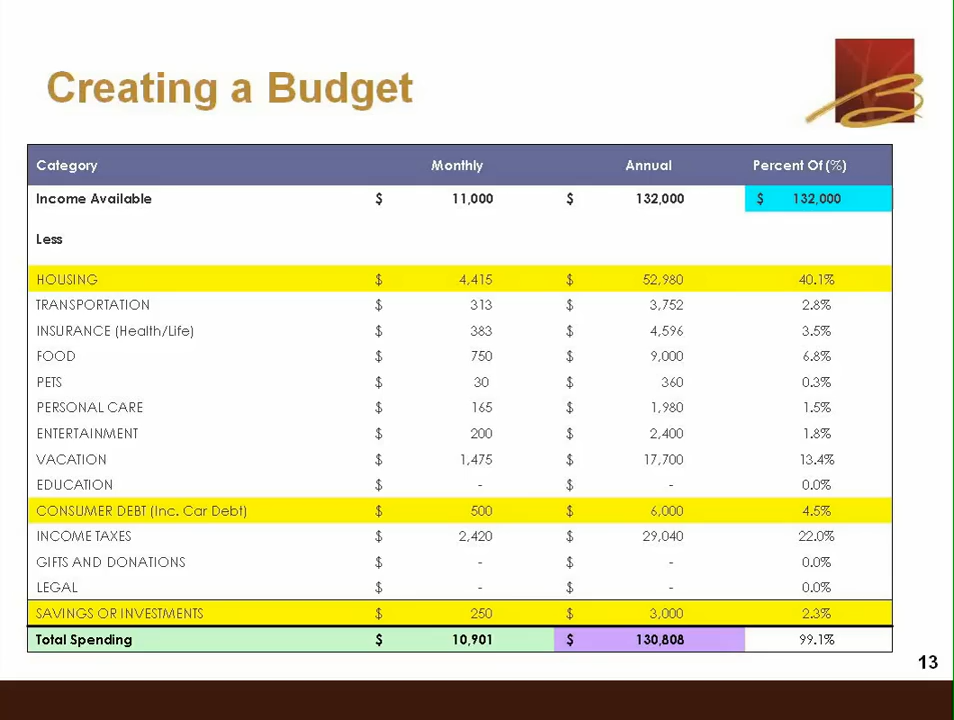 Creating a Budget
Category Monthly Annual Percent Of (%)
Income Available $ 11,000 $ 132,000 $ 132,000
Less
HOUSING $ 4,415 $ 52,980 40.1%
TRANSPORTATION $ 313 $ 3,752 2.8%
INSURANCE (Health/Life) $ 383 $ 4,596 3.5%
FOOD $ 750 $ 9,000 6.8%
PETS $ 30 $ 360 0.3%
PERSONAL CARE $ 165 $ 1,980 1.5%
ENTERTAINMENT $ 200 $ 2,400 1.8%
VACATION $ 1,475 $ 17,700 13.4%
EDUCATION $ - $ - 0.0%
CONSUMER DEBT (Inc. Car Debt) $ 500 $ 6,000 4.5%
INCOME TAXES $ 2,420 $ 29,040 22.0%
GIFTS AND DONATIONS $ - $ - 0.0%
LEGAL $ - $ - 0.0%
SAVINGS OR INVESTMENTS $ 250 $ 3,000 2.3%
Total Spending $ 10,901 $ 130,808 99.1%
13